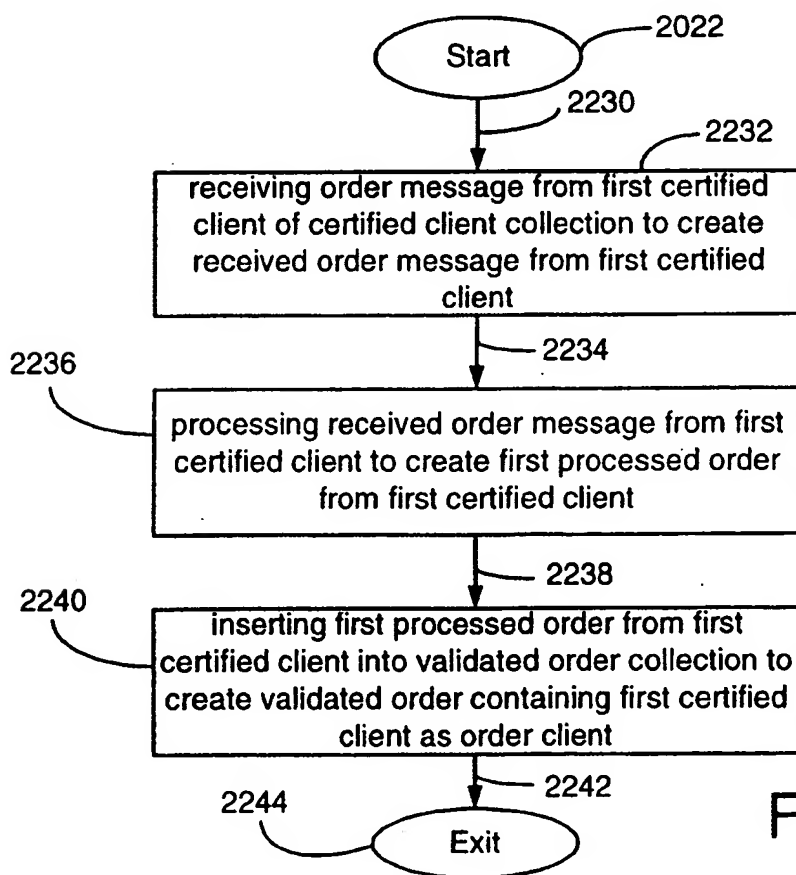 Start
2022
2230
2232
receiving order message from first certified
client of certified client collection to create
received order message from first certified
client
2234
2236
processing received order message from first
certified client to create first processed order
from first certified client
2238
2240
inserting first processed order from first
certified client into validated order collection to
create validated order containing first certified
client as order client
2242
2244
Exit
F